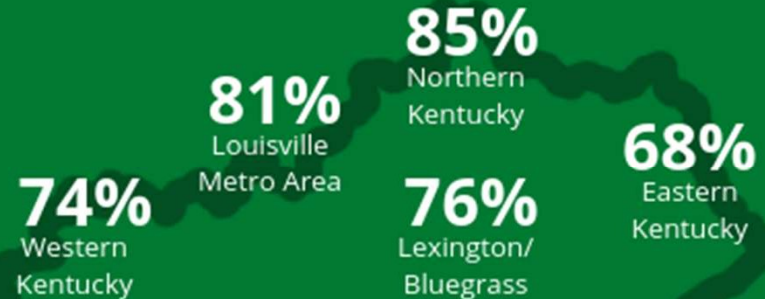 85%
Northern
Kentucky
81%
Louisville
Metro Area
68%
Eastern
Kentucky
74%
Western
Kentucky
76%
Lexington/
Bluegrass